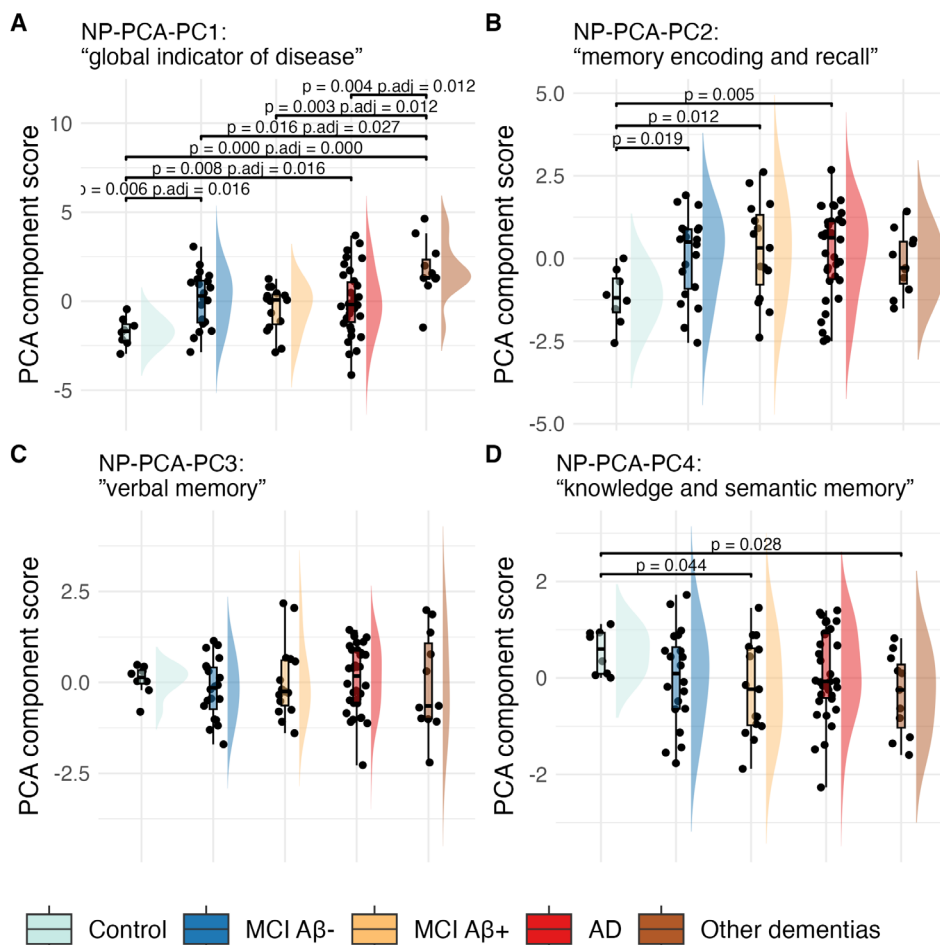 A
NP-PCA-PC1:
“global indicator of disease”
PCA component score
10
5
0
-5
p = 0.004 p.adj = 0.012
p = 0.003 p.adj = 0.012
p = 0.016 p.adj = 0.027
p = 0.000 p.adj = 0.000
p = 0.008 p.adj = 0.016
p = 0.006 p.adj = 0.016
B
NP-PCA-PC2:
“memory encoding and recall”
PCA component score
5.0
2.5
0.0
-2.5
-5.0
p = 0.005
p = 0.012
p = 0.019
C
NP-PCA-PC3:
”verbal memory”
PCA component score
2.5
0.0
-2.5
D
NP-PCA-PC4:
“knowledge and semantic memory”
PCA component score
2
0
-2
p = 0.028
p = 0.044
Control
MCI Aβ-
MCI Aβ+
AD
Other dementias